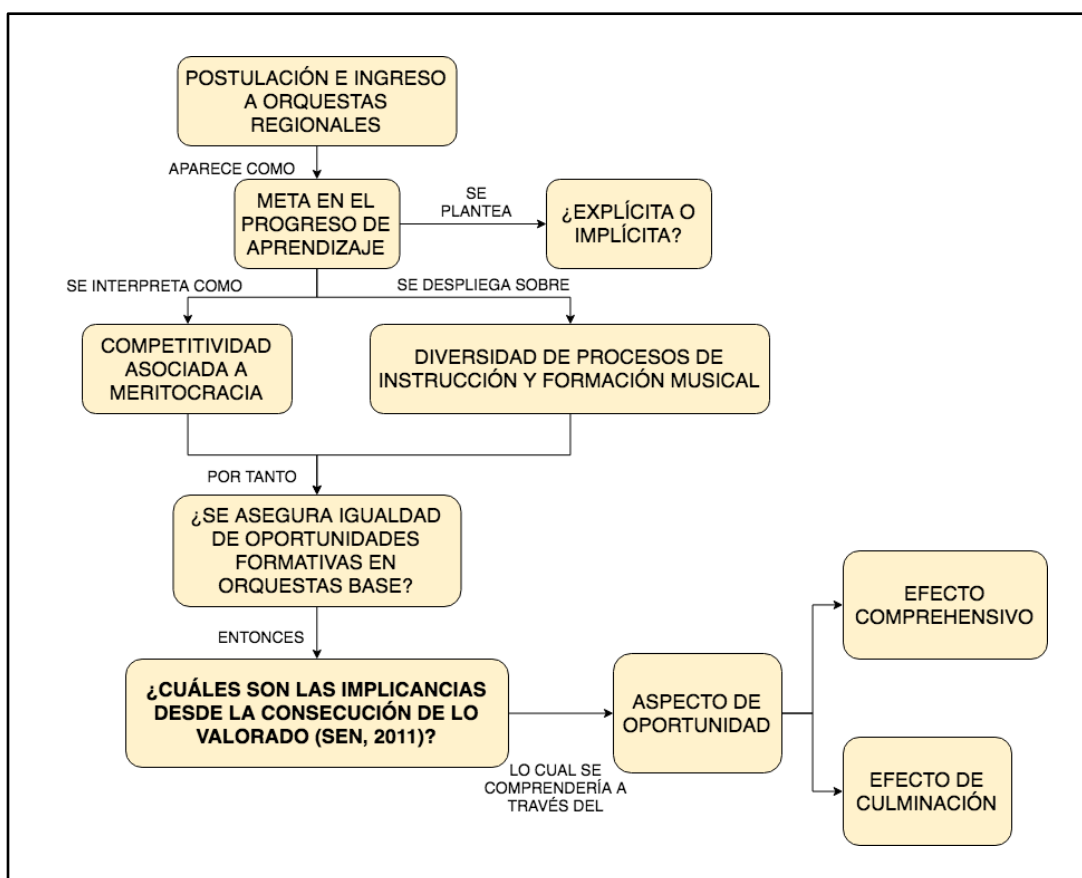 POSTULACIÓN E INGRESO
A ORQUESTAS
REGIONALES
APARECE COMO
META EN EL
PROGRESO DE
APRENDIZAJE
SE
PLANTEA
¿EXPLÍCITA O
IMPLÍCITA?
SE INTERPRETA COMO
SE DESPLIEGA SOBRE
COMPETITIVIDAD
ASOCIADA A
MERITOCRACIA
DIVERSIDAD DE PROCESOS DE
INSTRUCCIÓN Y FORMACIÓN MUSICAL
POR TANTO
¿SE ASEGURA IGUALDAD
DE OPORTUNIDADES
FORMATIVAS EN
ORQUESTAS BASE?
ENTONCES
¿CUÁLES SON LAS IMPLICANCIAS
DESDE LA CONSECUCIÓN DE LO
VALORADO (SEN, 2011)?
LO CUAL SE
COMPRENDERÍA A
TRAVÉS DEL
ASPECTO DE
OPORTUNIDAD
EFECTO
COMPREHENSIVO
EFECTO DE
CULMINACIÓN